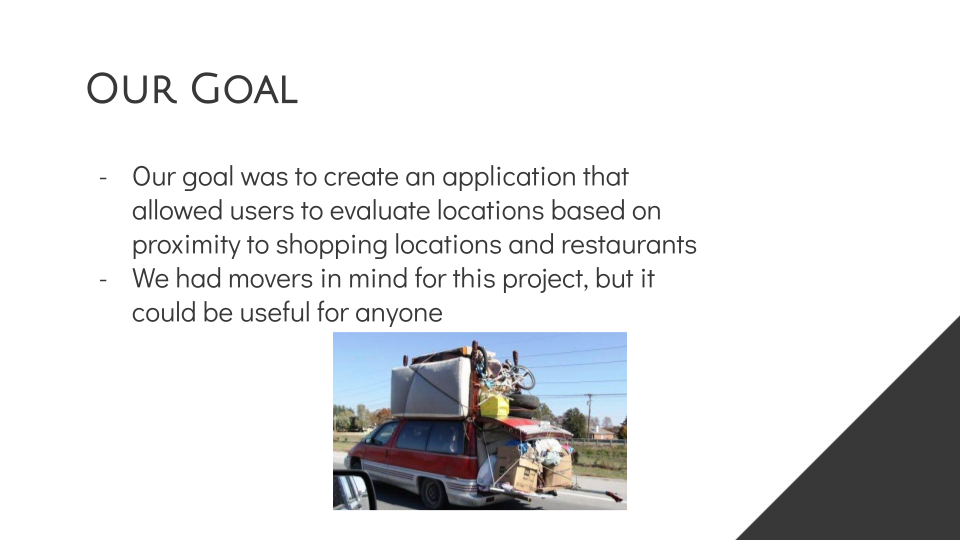 Our Goal
- Our goal was to create an application that
allowed users to evaluate locations based on
proximity to shopping locations and restaurants
- We had movers in mind for this project, but it
could be useful for anyone